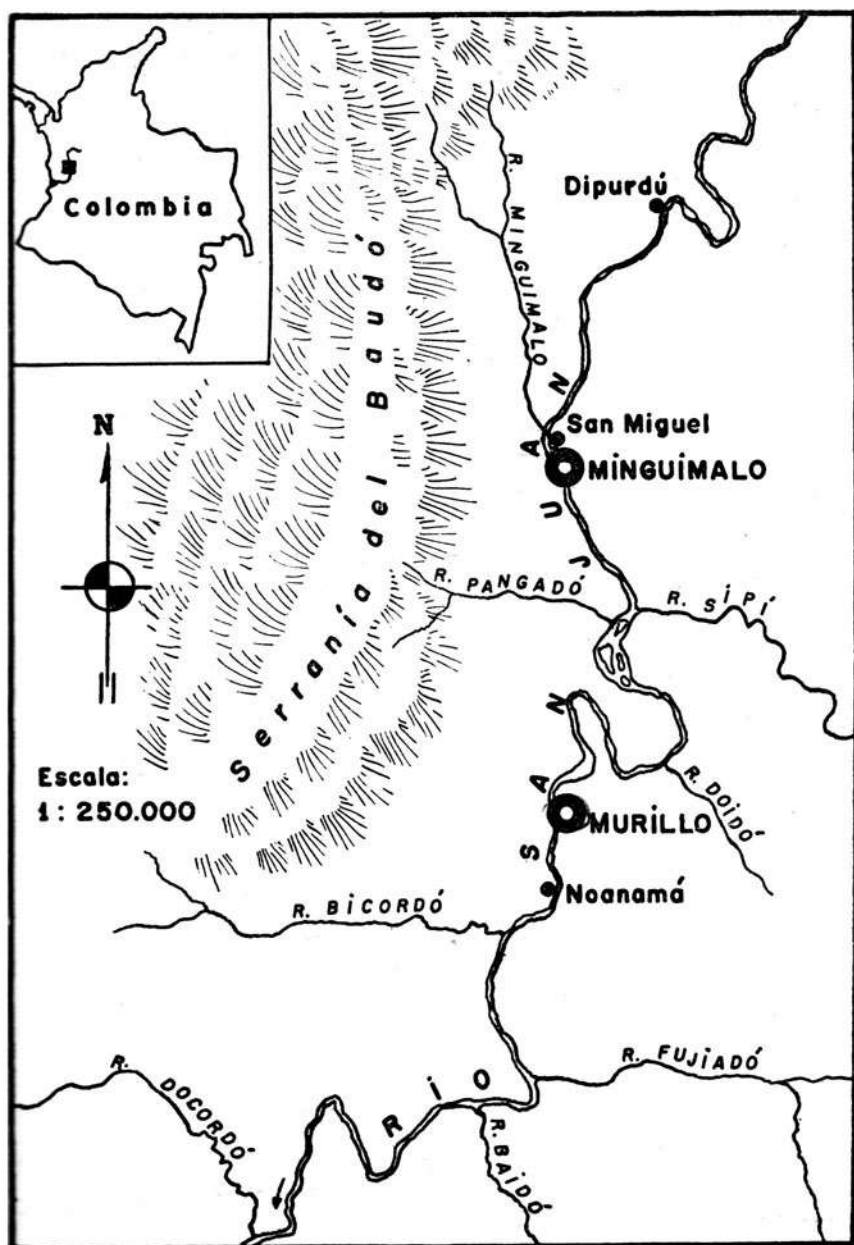 Colombia
Dipurdú
R. MINGUIMALO
Serranía del Baudó
N
San Miguel
MINGUIMALO
R. PANGADÓ
R. SIPÍ
Escala:
1: 250.000
R. DOIDÓ
MURILLO
Noanamá
R. BICORDÓ
RIO SAN JUAN
R. FUJIADÓ
R. DOCORDÓ
R. BAIDÓ